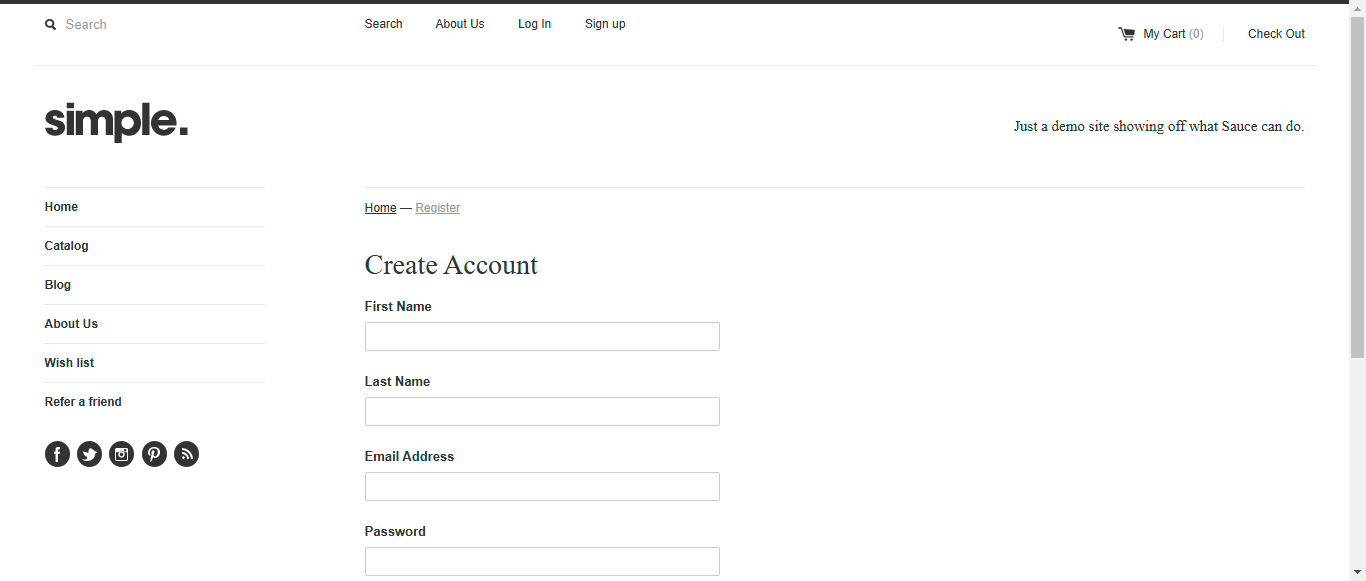 Search
Search About Us Log In Sign up
My Cart (0) Check Out
simple.
Just a demo site showing off what Sauce can do.
Home
Catalog
Blog
About Us
Wish list
Refer a friend
Home — Register
Create Account
First Name
Last Name
Email Address
Password